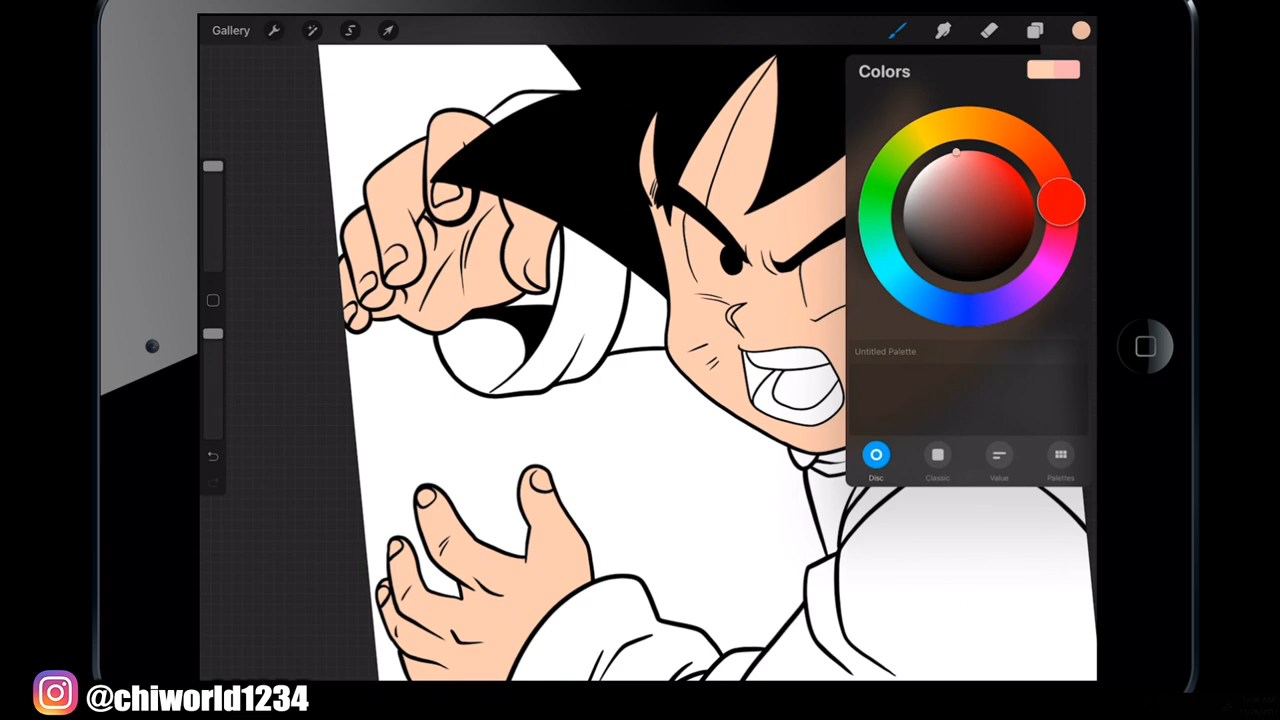 Gallery
Colors
Untitled Palette
Disc
Classic
Value
Palettes
@chiworld1234